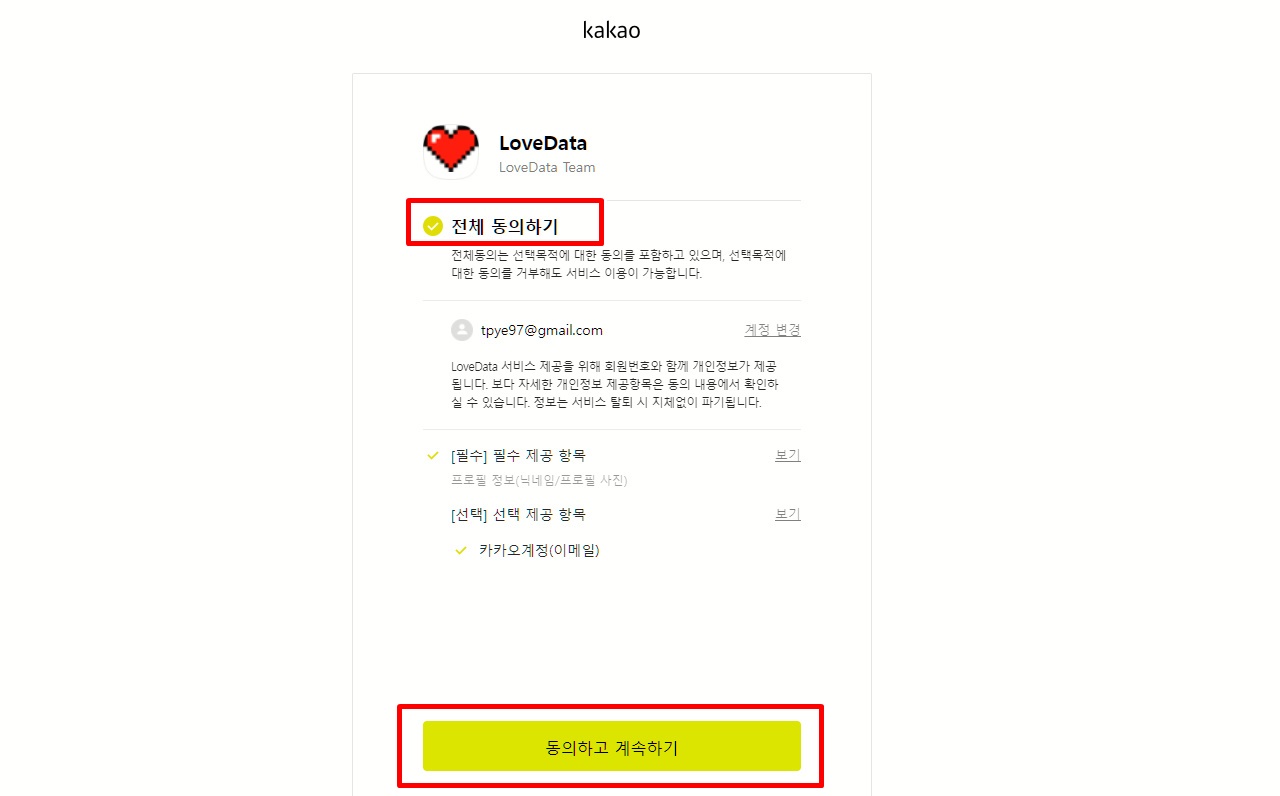 kakao
LoveData
LoveData Team
전체 동의하기
전체동의는 선택목적에 대한 동의를 포함하고 있으며, 선택목적에
대한 동의를 거부해도 서비스 이용이 가능합니다.
tpye97@gmail.com 계정 변경
LoveData 서비스 제공을 위해 회원번호와 함께 개인정보가 제공
됩니다. 보다 자세한 개인정보 제공항목은 동의 내용에서 확인하
실 수 있습니다. 정보는 서비스 탈퇴 시 지체없이 파기됩니다.
[필수] 필수 제공 항목 보기
프로필 정보(닉네임/프로필 사진)
[선택] 선택 제공 항목 보기
카카오계정(이메일)
동의하고 계속하기